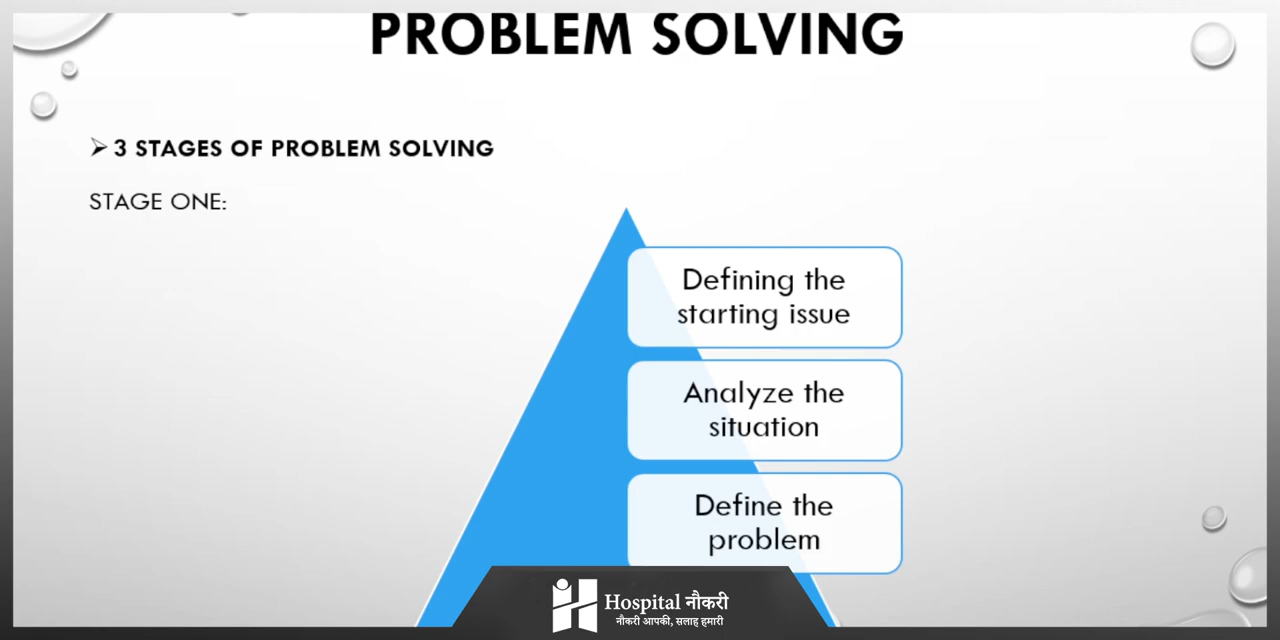 PROBLEM SOLVING
➢ 3 STAGES OF PROBLEM SOLVING
STAGE ONE:
Defining the
starting issue
Analyze the
situation
Define the
problem
Hospital नौकरी
नौकरी आपकी, सलाह हमारी